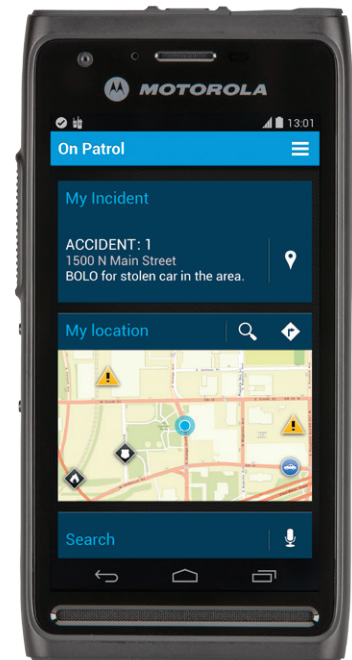 MOTOROLA
13:01
On Patrol
My Incident
ACCIDENT: 1
1500 N Main Street
BOLO for stolen car in the area.
My location
Search